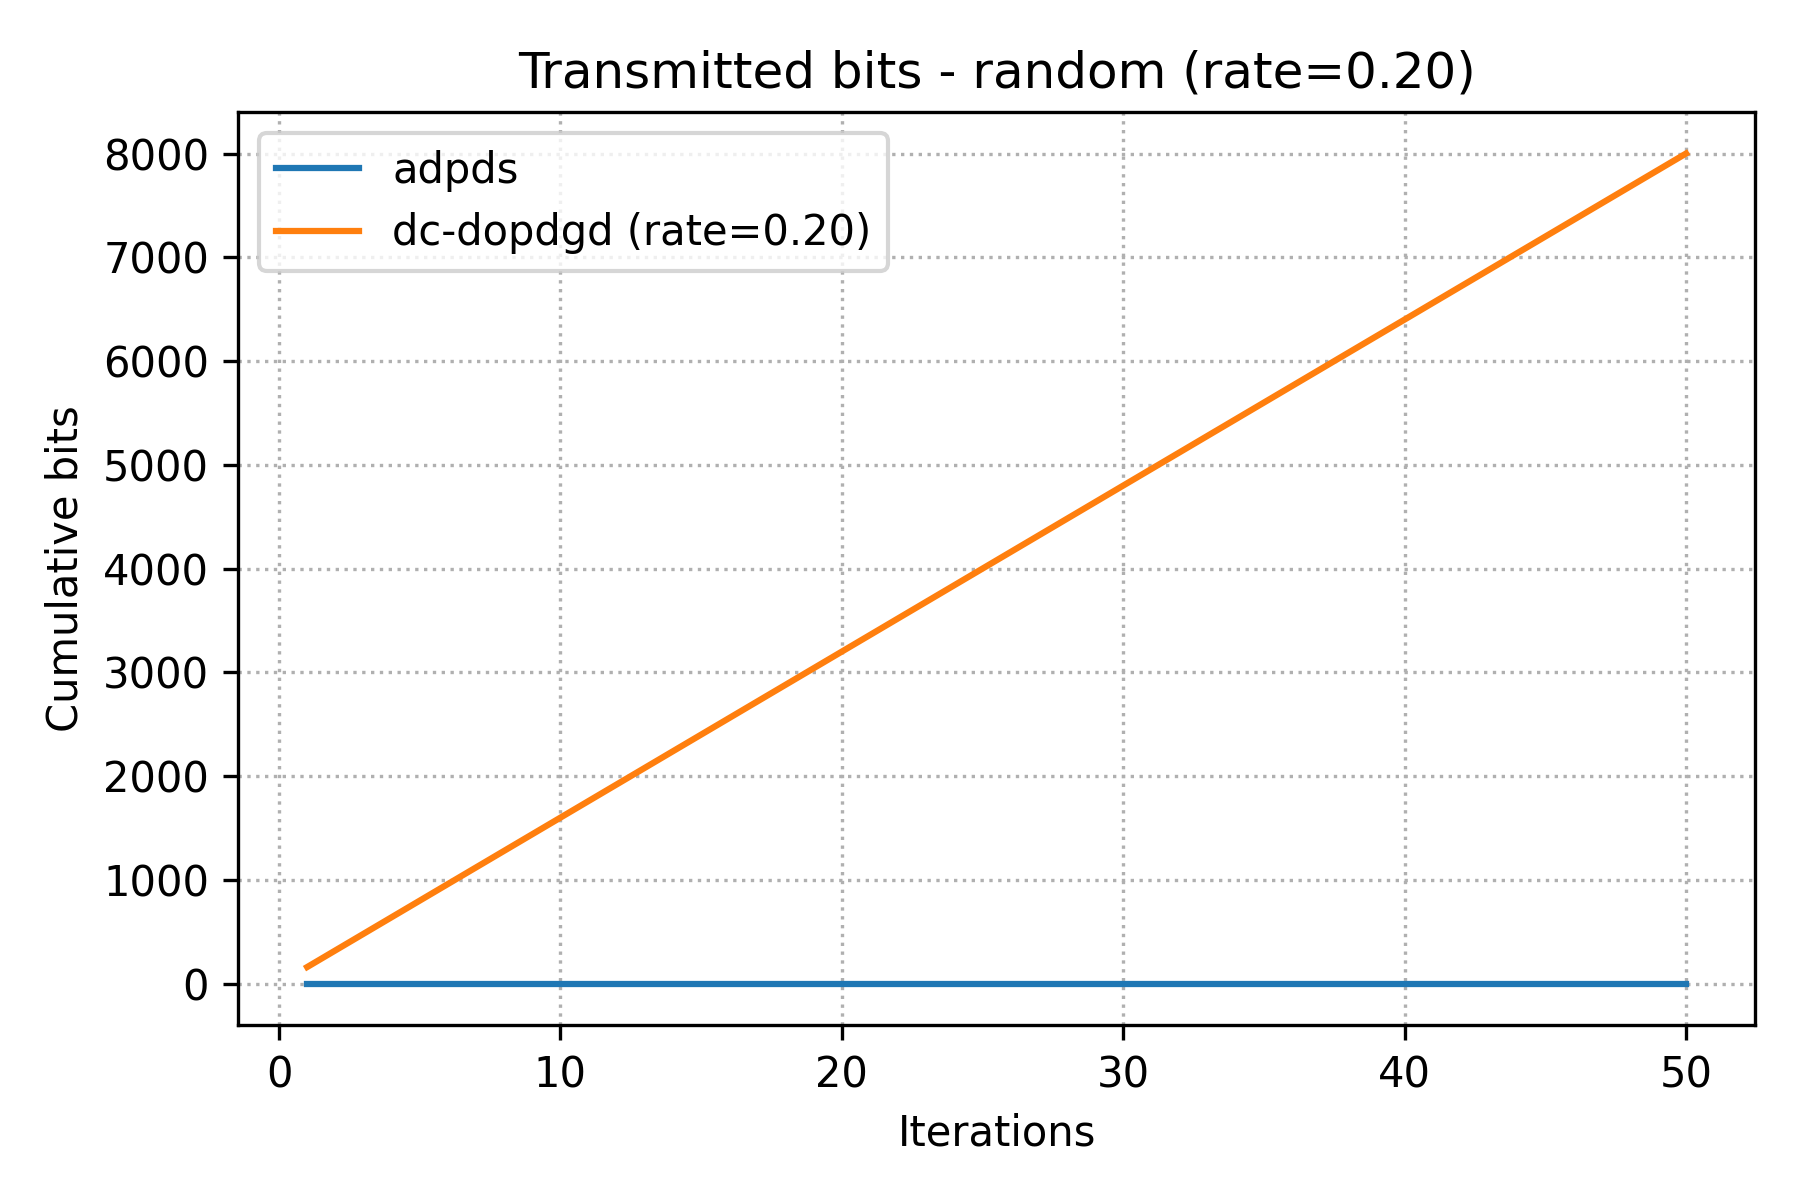 Transmitted bits - random (rate=0.20)
adpds
dc-dopdgd (rate=0.20)
Cumulative bits
8000
7000
6000
5000
4000
3000
2000
1000
0
0 10 20 30 40 50
Iterations